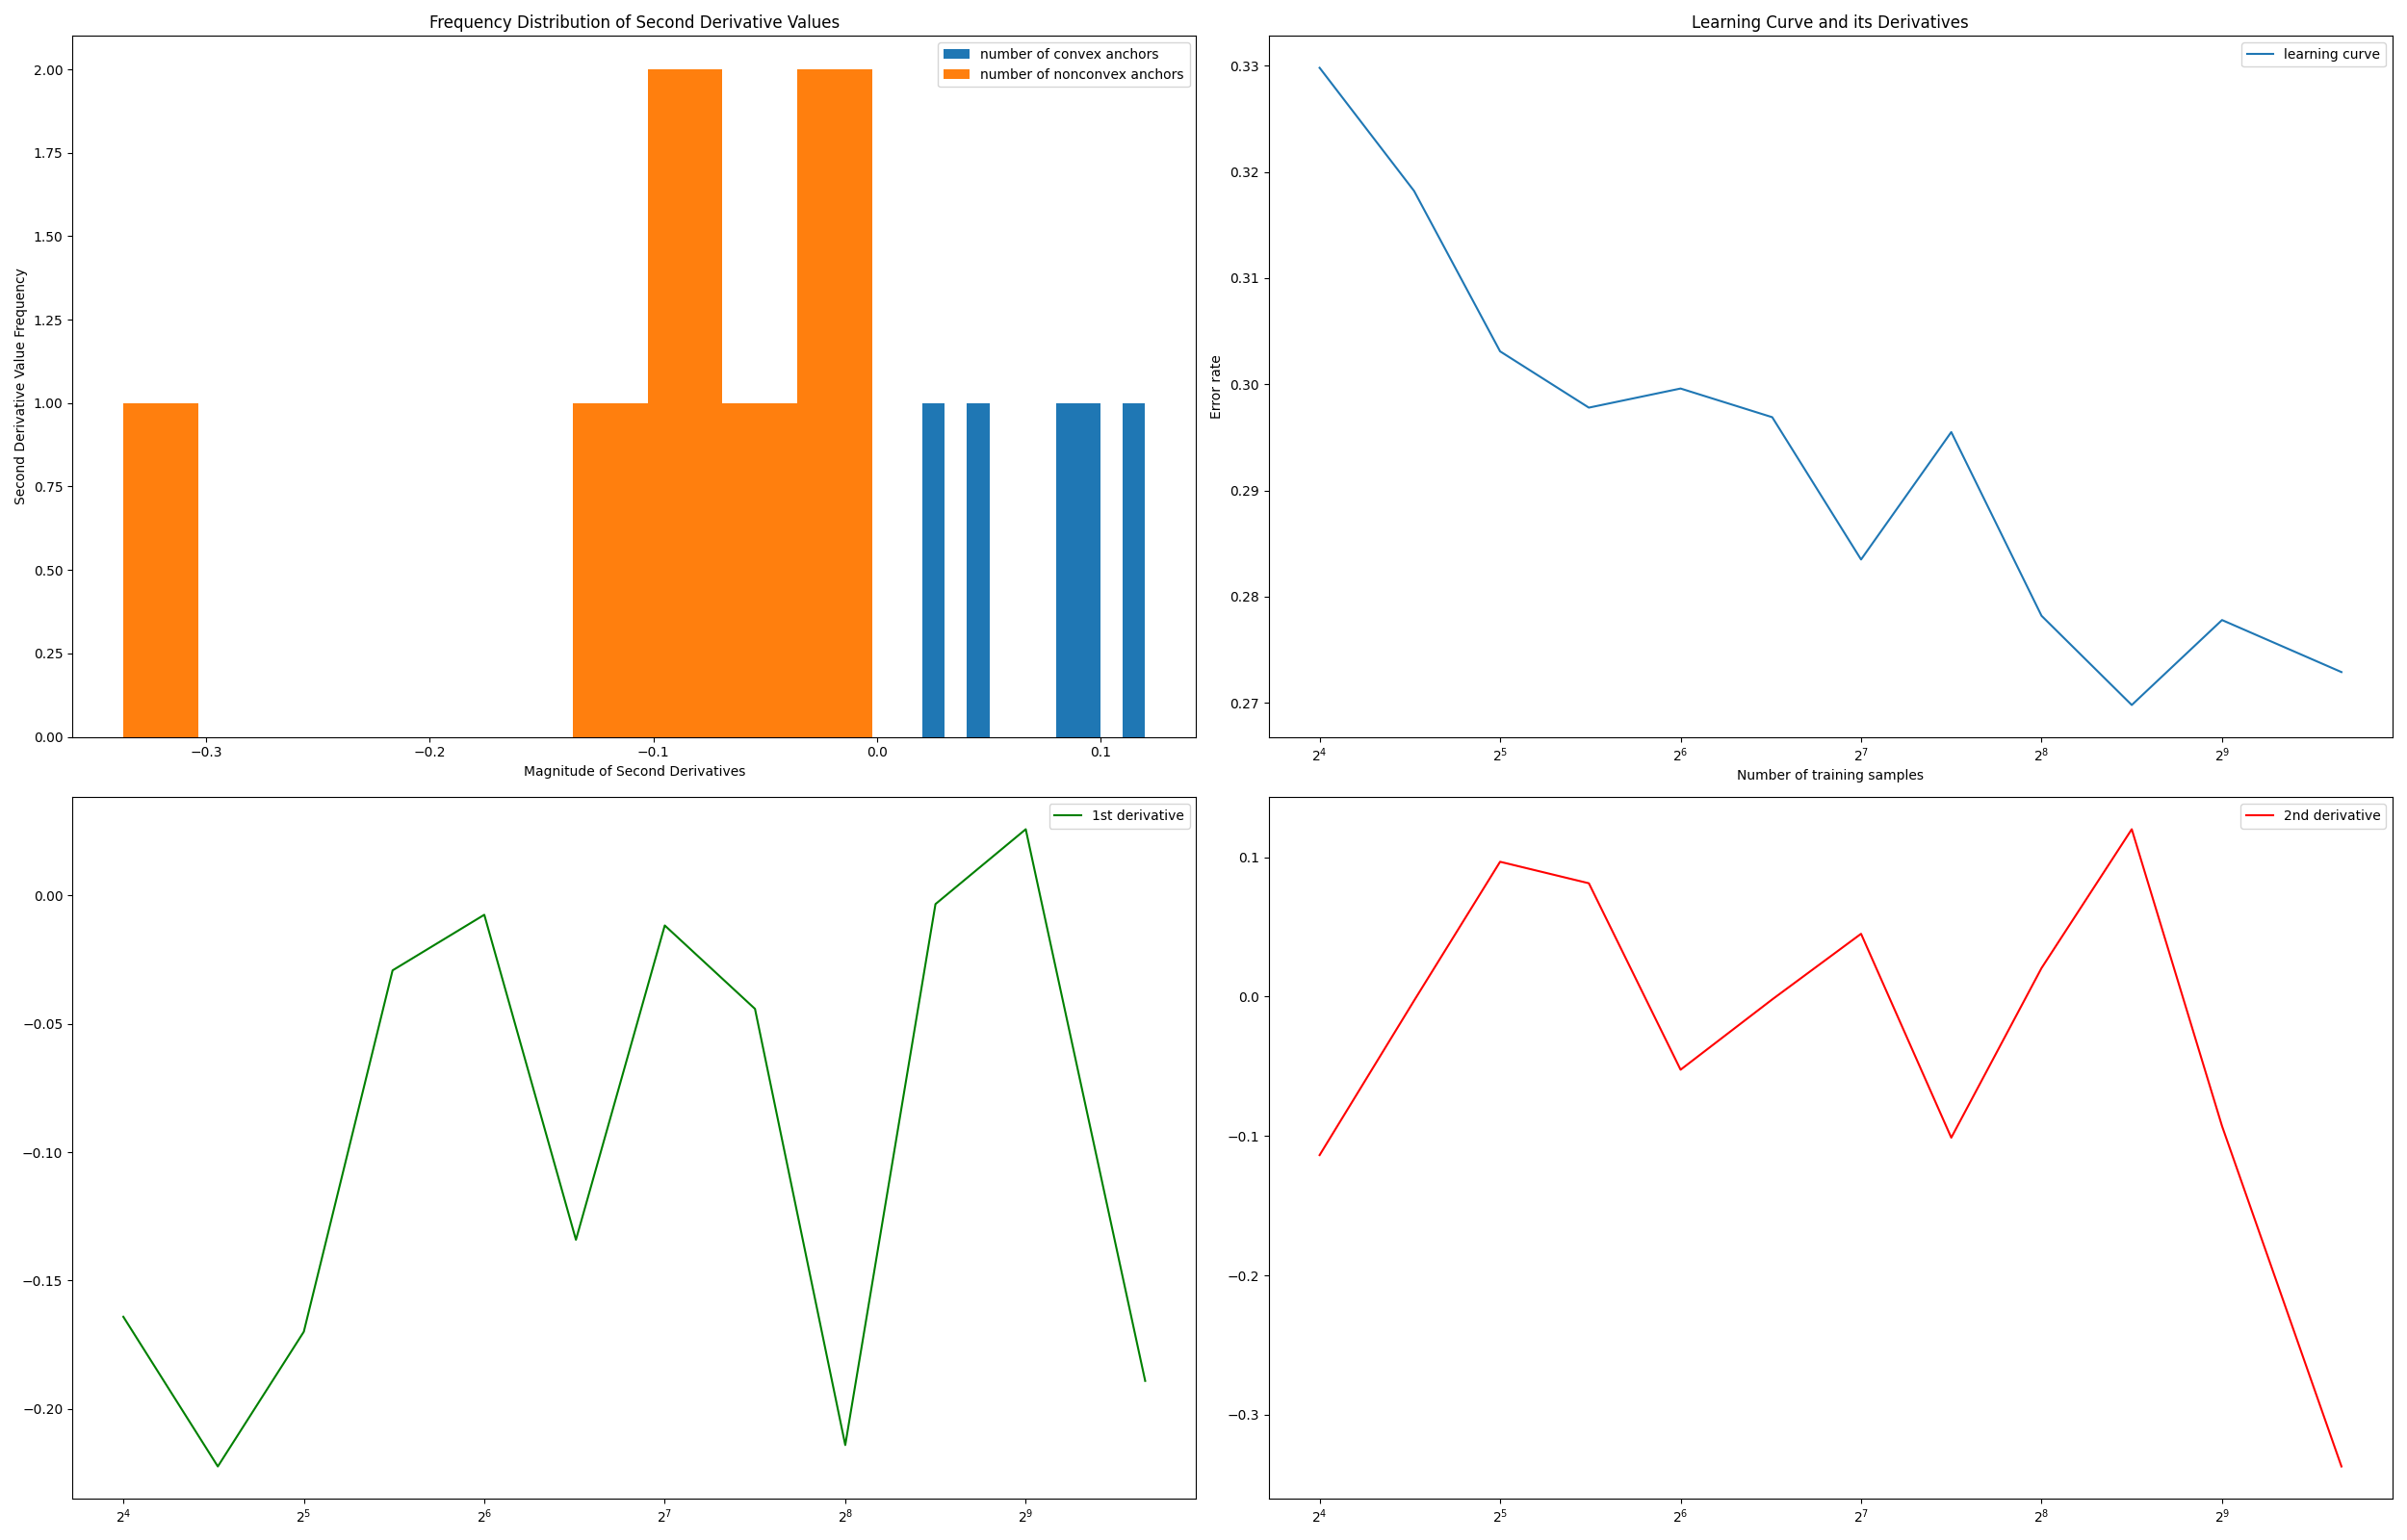 Frequency Distribution of Second Derivative Values
number of convex anchors
number of nonconvex anchors
2.00
1.75
1.50
1.25
1.00
0.75
0.50
0.25
0.00
Second Derivative Value Frequency
−0.3 −0.2 −0.1 0.0 0.1
Magnitude of Second Derivatives
Learning Curve and its Derivatives
learning curve
0.33
0.32
0.31
0.30
0.29
0.28
0.27
Error rate
2⁴ 2⁵ 2⁶ 2⁷ 2⁸ 2⁹
Number of training samples
1st derivative
0.00
−0.05
−0.10
−0.15
−0.20
2⁴ 2⁵ 2⁶ 2⁷ 2⁸ 2⁹
2nd derivative
0.1
0.0
−0.1
−0.2
−0.3
2⁴ 2⁵ 2⁶ 2⁷ 2⁸ 2⁹